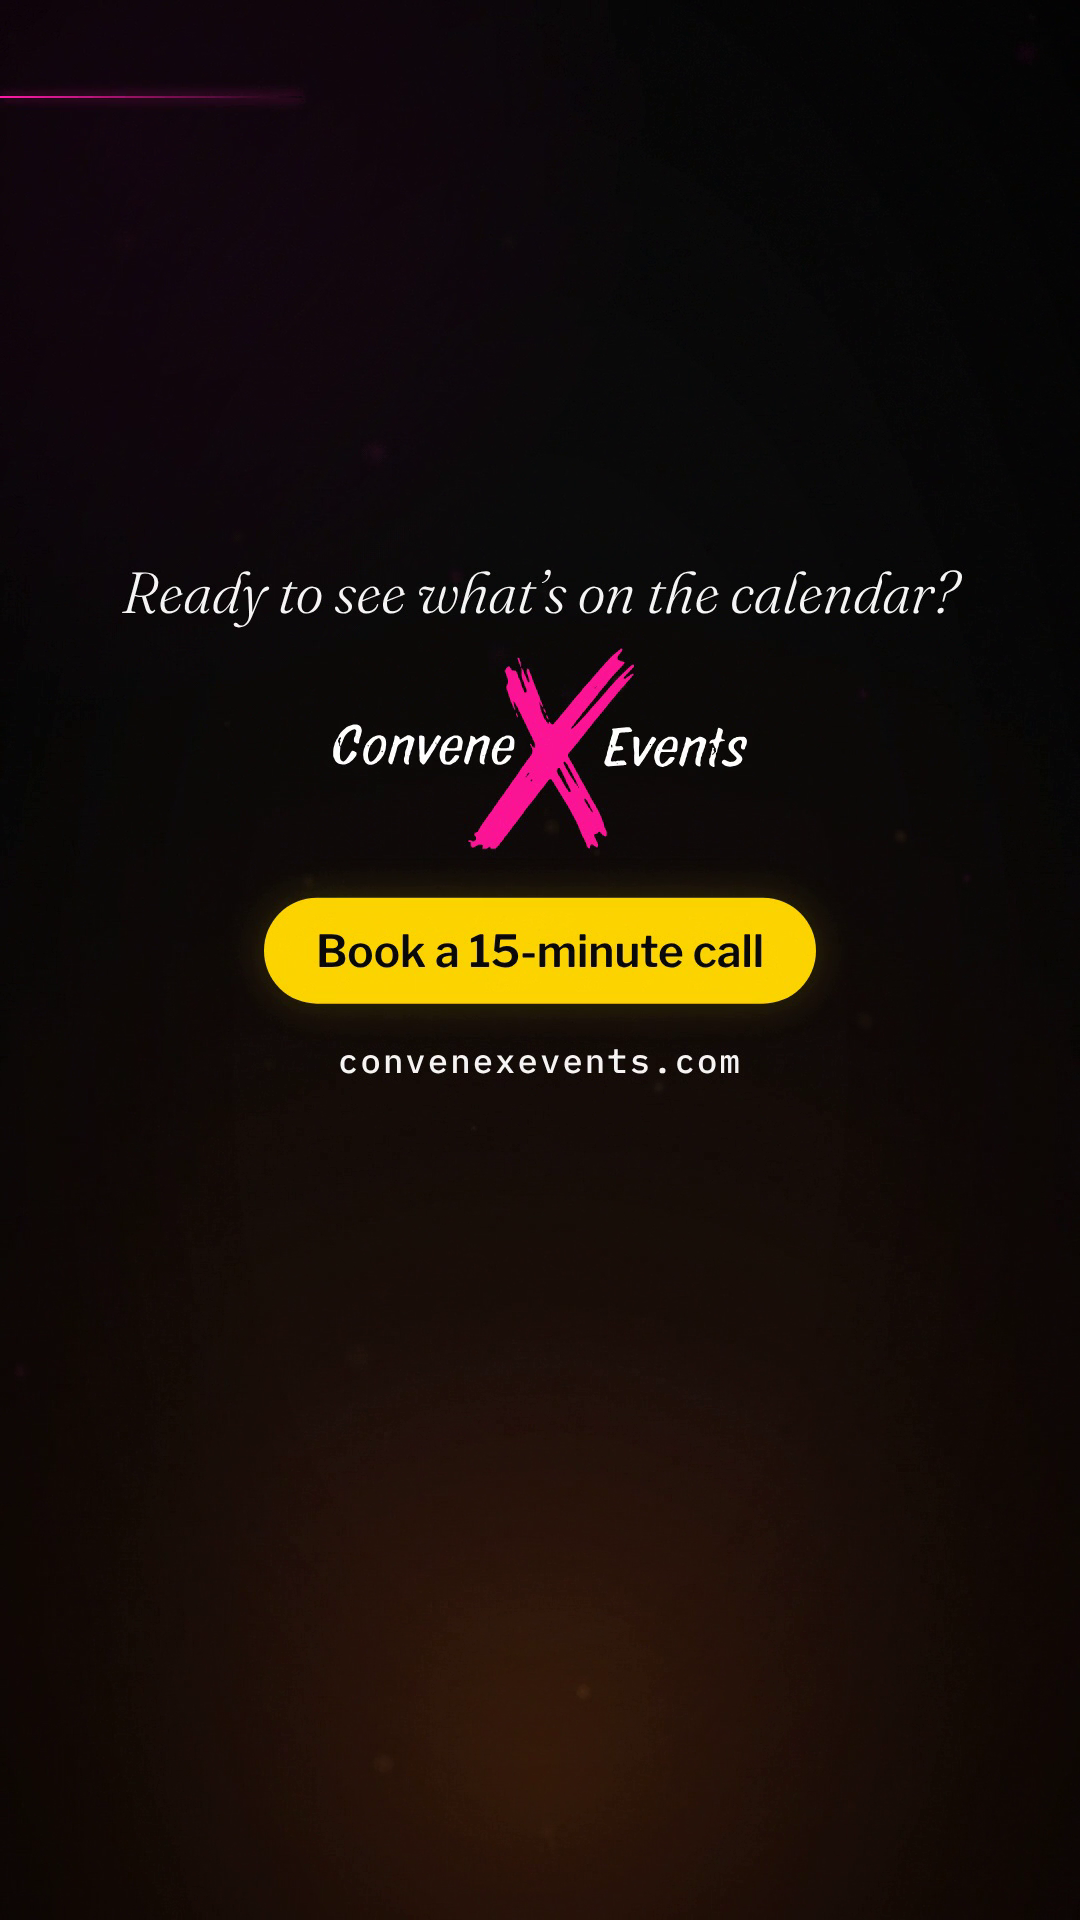 Ready to see what’s on the calendar?
Convene X Events
Book a 15-minute call
convenexevents.com